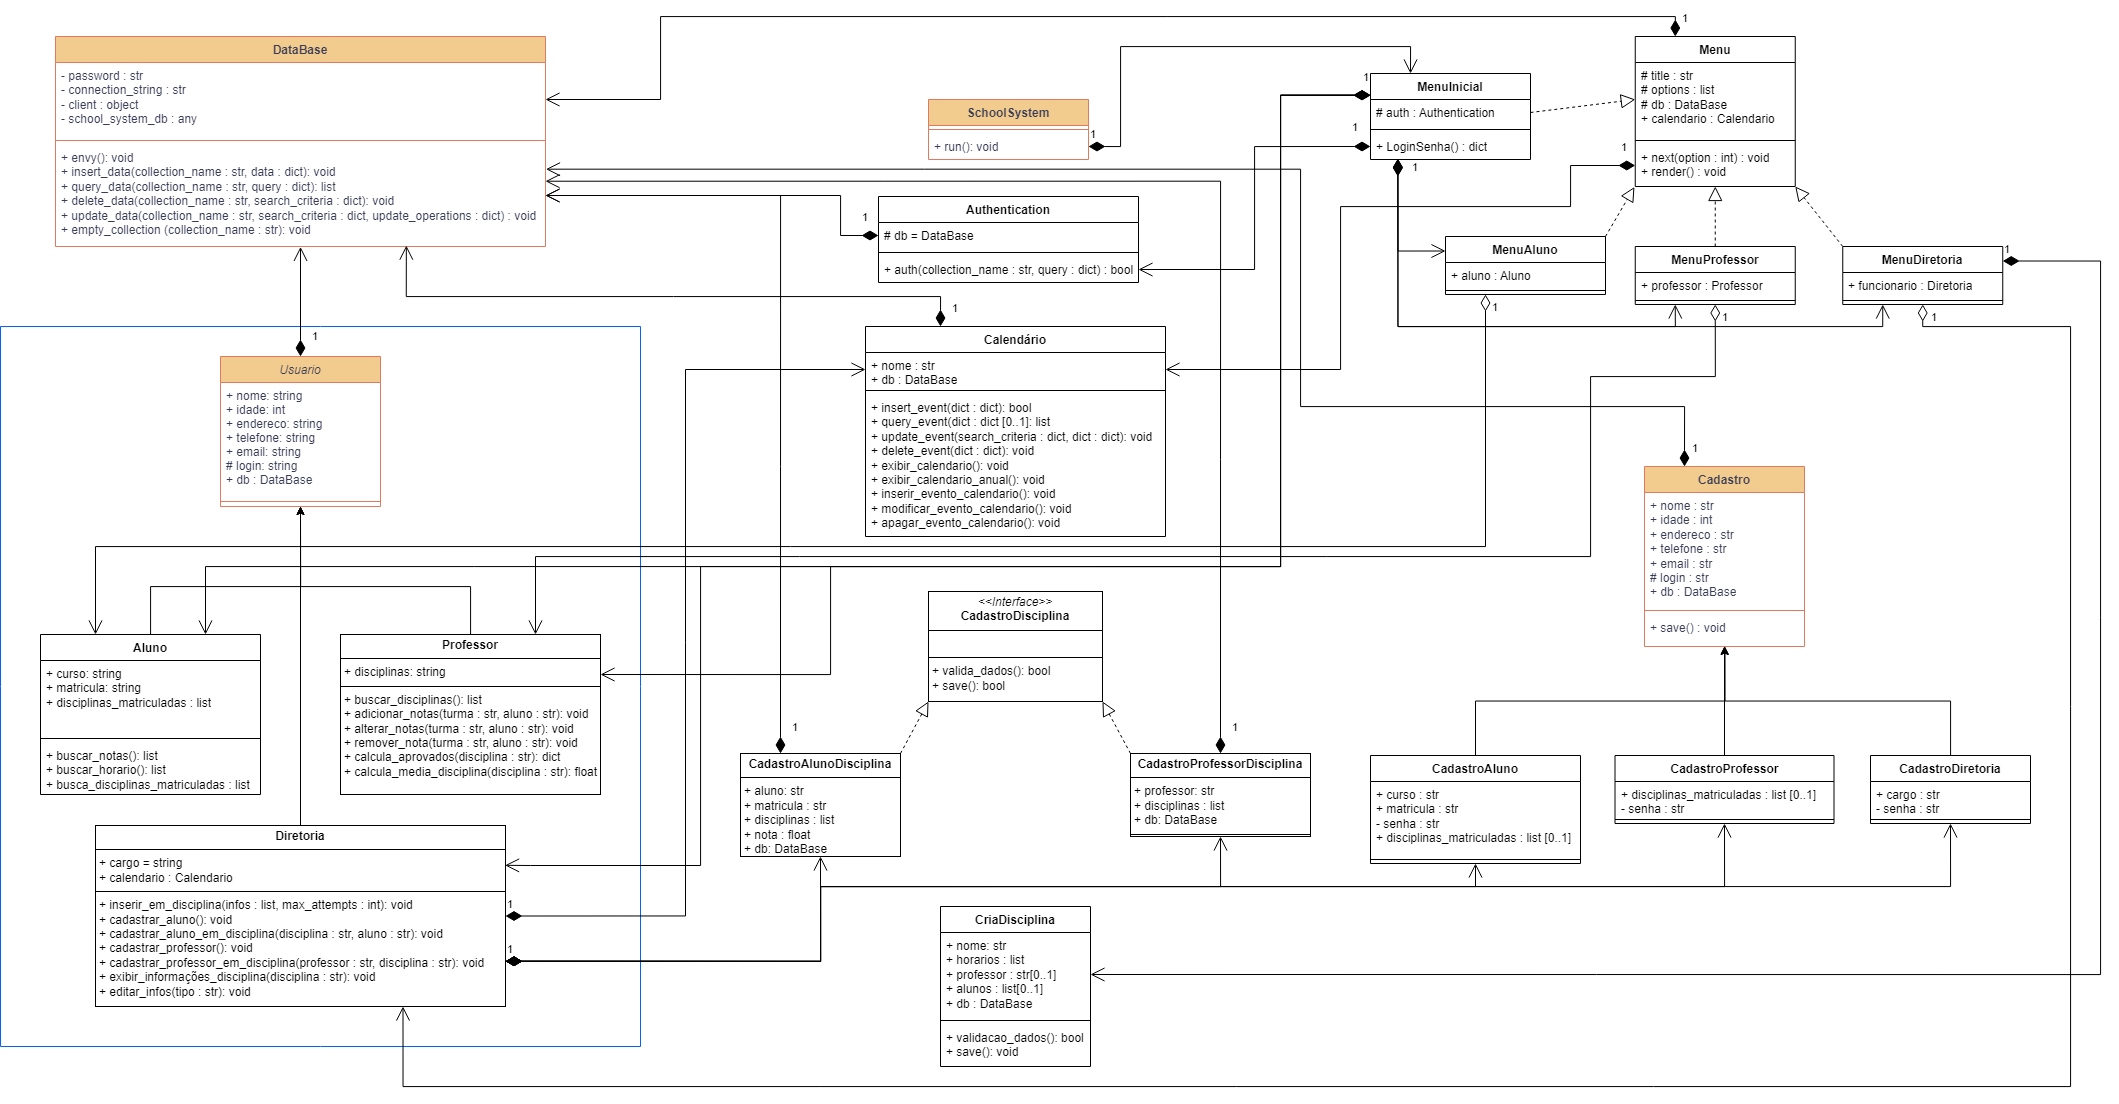 DataBase
- password : str
- connection_string : str
- client : object
- school_system_db : any
+ envy(): void
+ insert_data(collection_name : str, data : dict): void
+ query_data(collection_name : str, query : dict): list
+ delete_data(collection_name : str, search_criteria : dict): void
+ update_data(collection_name : str, search_criteria : dict, update_operations : dict) : void
+ empty_collection (collection_name : str): void
SchoolSystem
+ run(): void
1
MenuInicial
# auth : Authentication
+ LoginSenha() : dict
1
1
1
Menu
# title : str
# options : list
# db : DataBase
+ calendario : Calendario
+ next(option : int) : void
+ render() : void
1
1
Authentication
# db = DataBase
+ auth(collection_name : str, query : dict) : bool
1
MenuAluno
+ aluno : Aluno
1
MenuProfessor
+ professor : Professor
1
MenuDiretoria
+ funcionario : Diretoria
1
1
Calendário
+ nome : str
+ db : DataBase
+ insert_event(dict : dict): bool
+ query_event(dict : dict [0..1]: list
+ update_event(search_criteria : dict, dict : dict): void
+ delete_event(dict : dict): void
+ exibir_calendario(): void
+ exibir_calendario_anual(): void
+ inserir_evento_calendario(): void
+ modificar_evento_calendario(): void
+ apagar_evento_calendario(): void
1
Usuario
+ nome: string
+ idade: int
+ endereco: string
+ telefone: string
+ email: string
# login: string
+ db : DataBase
1
Cadastro
+ nome : str
+ idade : int
+ endereco : str
+ telefone : str
+ email : str
# login : str
+ db : DataBase
+ save() : void
1
Aluno
+ curso: string
+ matricula: string
+ disciplinas_matriculadas : list
+ buscar_notas(): list
+ buscar_horario(): list
+ busca_disciplinas_matriculadas : list
Professor
+ disciplinas: string
+ buscar_disciplinas(): list
+ adicionar_notas(turma : str, aluno : str): void
+ alterar_notas(turma : str, aluno : str): void
+ remover_nota(turma : str, aluno : str): void
+ calcula_aprovados(disciplina : str): dict
+ calcula_media_disciplina(disciplina : str): float
<<Interface>>
CadastroDisciplina
+ valida_dados(): bool
+ save(): bool
1
CadastroAlunoDisciplina
+ aluno: str
+ matricula : str
+ disciplinas : list
+ nota : float
+ db: DataBase
1
CadastroProfessorDisciplina
+ professor: str
+ disciplinas : list
+ db: DataBase
CadastroAluno
+ curso : str
+ matricula : str
- senha : str
+ disciplinas_matriculadas : list [0..1]
CadastroProfessor
+ disciplinas_matriculadas : list [0..1]
- senha : str
CadastroDiretoria
+ cargo : str
- senha : str
Diretoria
+ cargo = string
+ calendario : Calendario
+ inserir_em_disciplina(infos : list, max_attempts : int): void
+ cadastrar_aluno(): void
+ cadastrar_aluno_em_disciplina(disciplina : str, aluno : str): void
+ cadastrar_professor(): void
+ cadastrar_professor_em_disciplina(professor : str, disciplina : str): void
+ exibir_informações_disciplina(disciplina : str): void
+ editar_infos(tipo : str): void
1
1
CriaDisciplina
+ nome: str
+ horarios : list
+ professor : str[0..1]
+ alunos : list[0..1]
+ db : DataBase
+ validacao_dados(): bool
+ save(): void